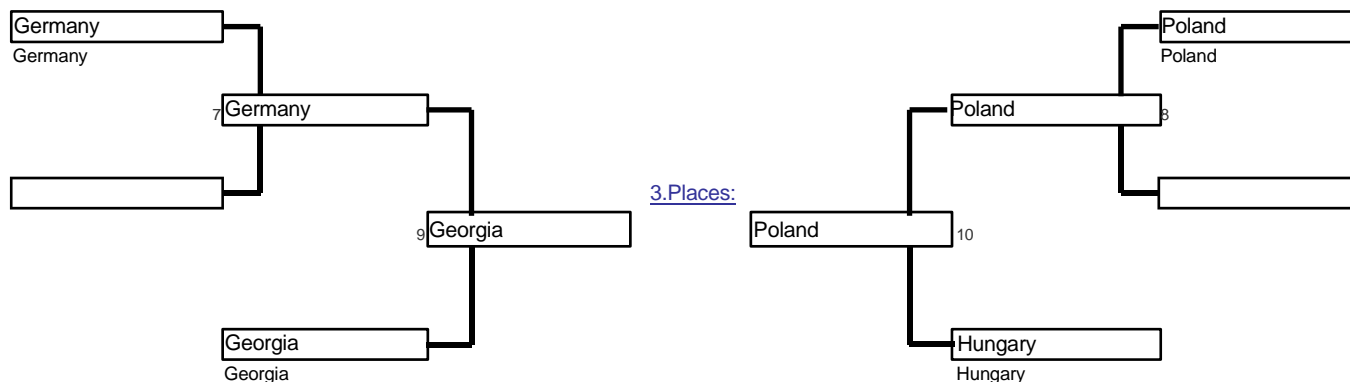 Germany
Germany
7 Germany
9 Georgia
Georgia
Georgia
3.Places:
Poland
Poland
Poland 8
Poland 10
Hungary
Hungary